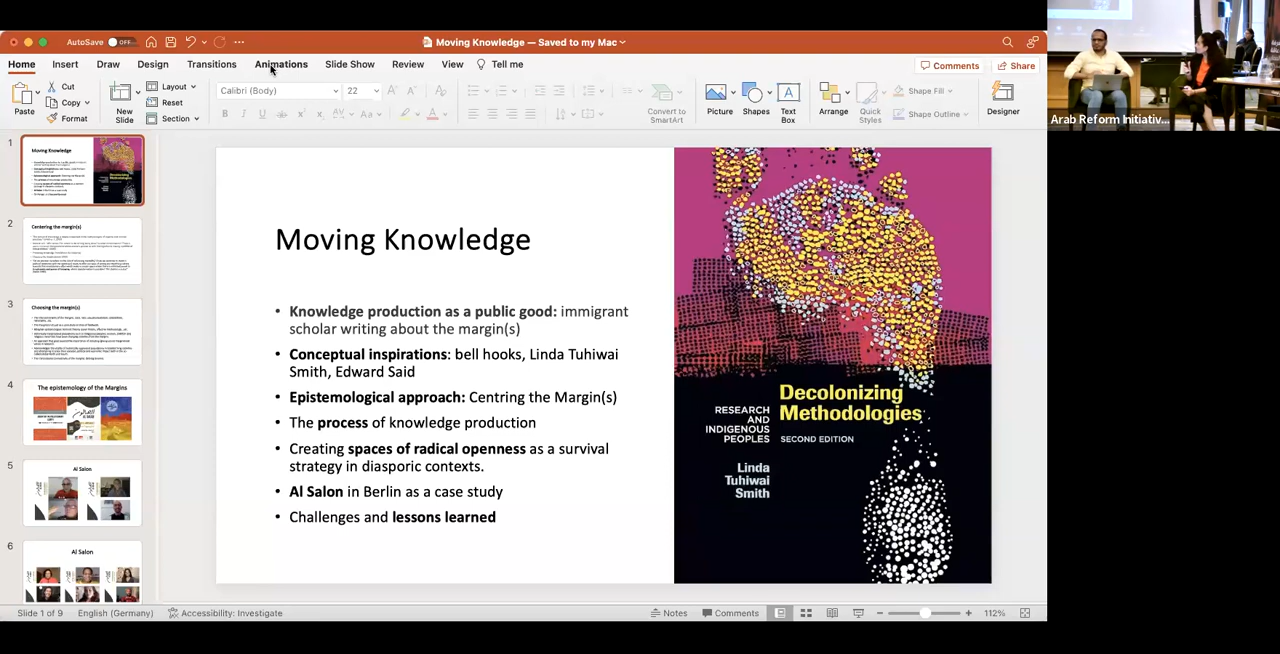 AutoSave OFF
Moving Knowledge — Saved to my Mac
Home Insert Draw Design Transitions Animations Slide Show Review View Tell me
Comments Share
Paste
Cut
Copy
Format
New Slide
Layout
Reset
Section
Calibri (Body) 22
Convert to SmartArt
Picture
Shapes
Text Box
Arrange
Quick Styles
Shape Fill
Shape Outline
Designer
Arab Reform Initiativ...
1
Moving Knowledge
2
Centering the margin(s)
3
Choosing the margin(s)
4
The epistemology of the Margins
5
Al Salon
6
Al Salon
Moving Knowledge
• Knowledge production as a public good: immigrant
scholar writing about the margin(s)
• Conceptual inspirations: bell hooks, Linda Tuhiwai
Smith, Edward Said
• Epistemological approach: Centring the Margin(s)
• The process of knowledge production
• Creating spaces of radical openness as a survival
strategy in diasporic contexts.
• Al Salon in Berlin as a case study
• Challenges and lessons learned
Decolonizing
Methodologies
RESEARCH
AND
INDIGENOUS
PEOPLES
SECOND EDITION
Linda
Tuhiwai
Smith
Slide 1 of 9 English (Germany) Accessibility: Investigate
Notes Comments 112%